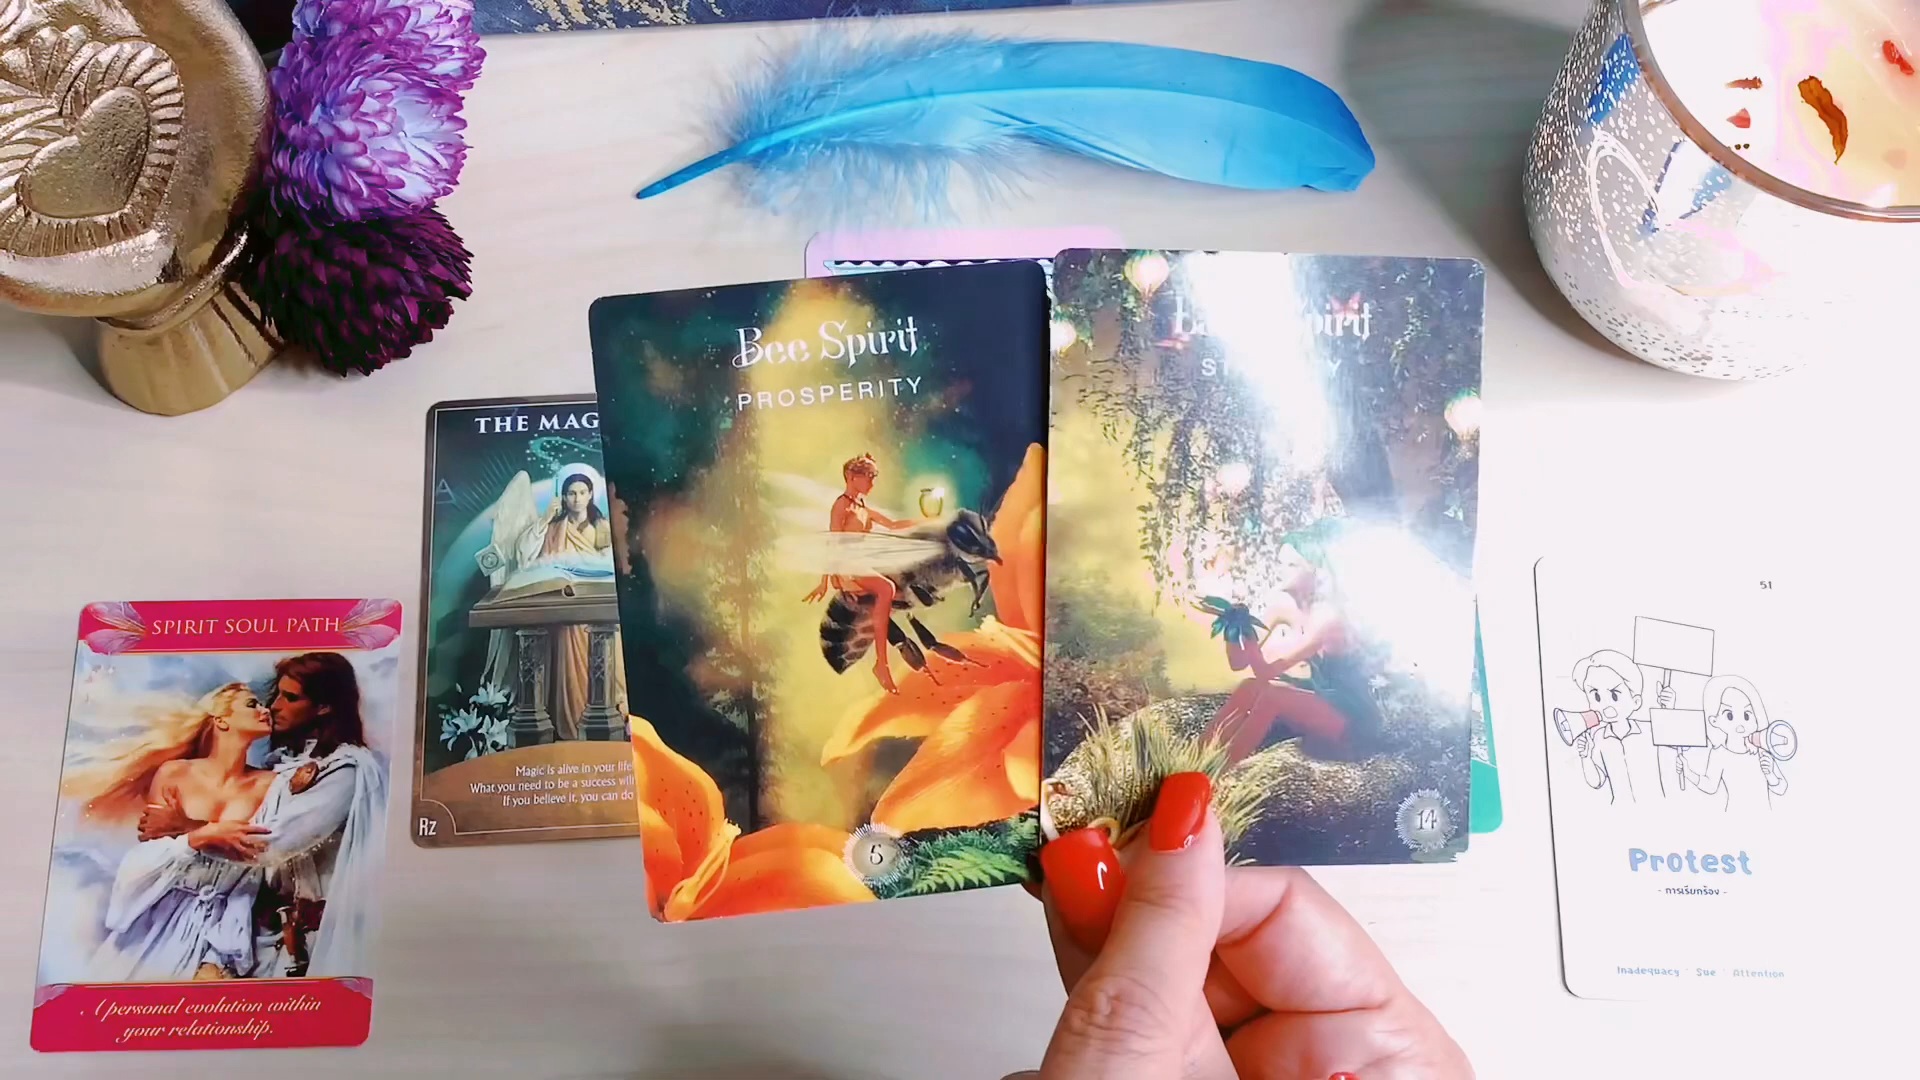 SPIRIT SOUL PATH
A personal evolution within
your relationship.
THE MAG
A
Magic is alive in your life
What you need to be a success will
If you believe it, you can do
Rz
Bee Spirit
PROSPERITY
5
14
51
Protest
- การเรียกร้อง -
Inadequacy · Sue · Attention